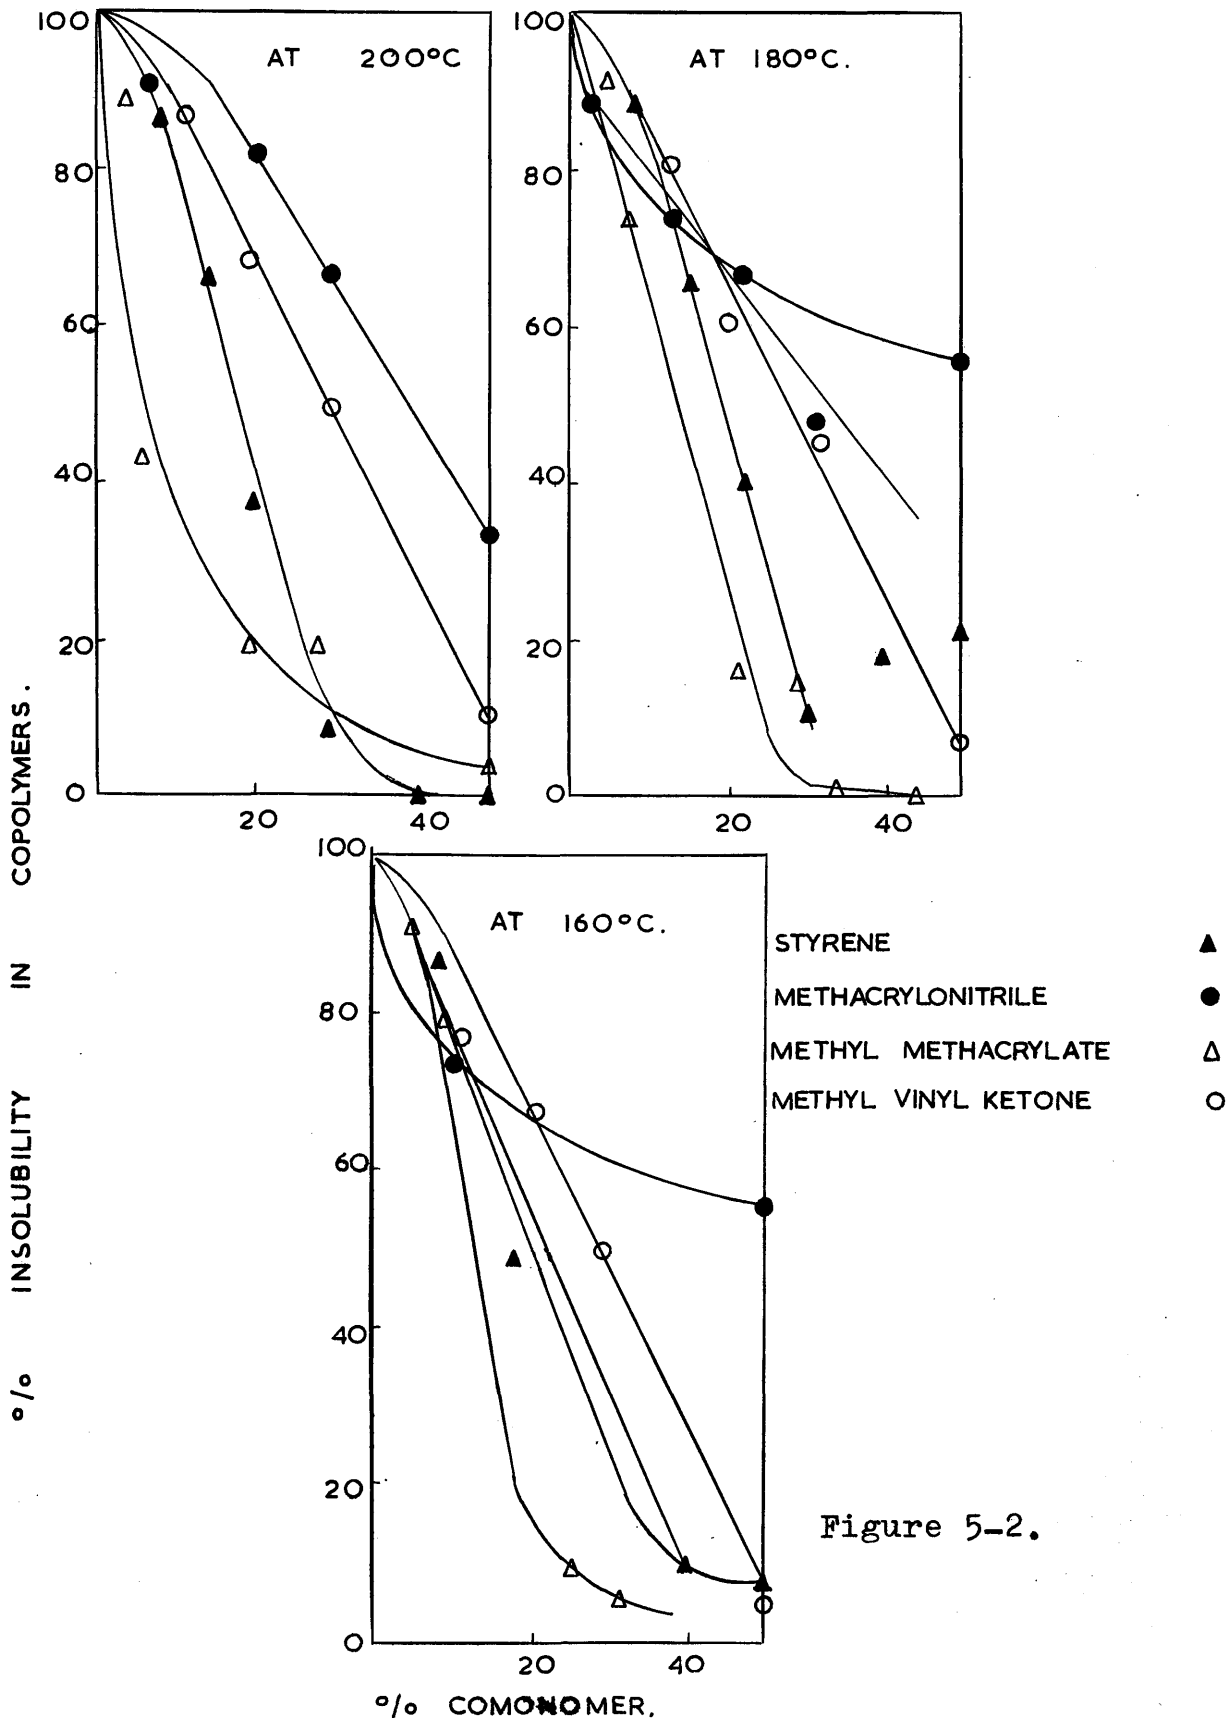 AT 200°C
100
80
60
40
20
0
20
40
AT 180°C.
100
80
60
40
20
0
20
40
AT 160°C.
100
80
60
40
20
0
20
40
% INSOLUBILITY IN COPOLYMERS.
% COMONOMER.
STYRENE
METHACRYLONITRILE
METHYL METHACRYLATE
METHYL VINYL KETONE
Figure 5-2.